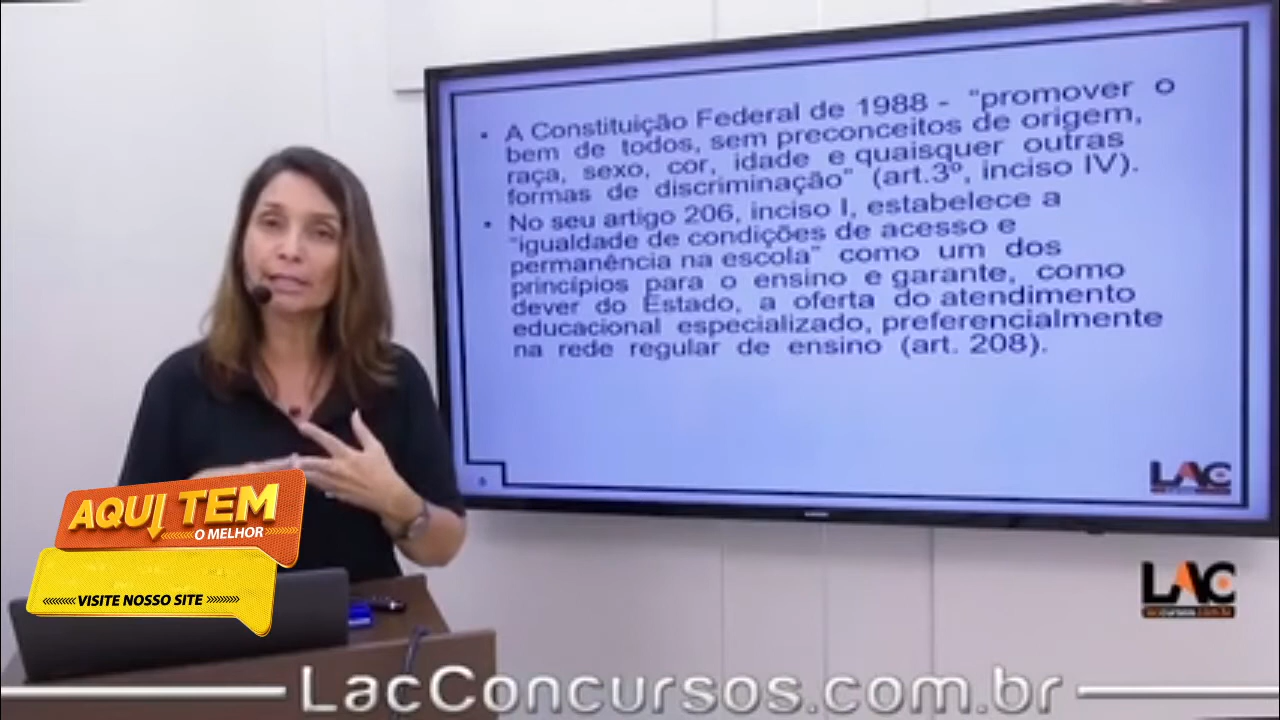 • A Constituição Federal de 1988 - "promover o
bem de todos, sem preconceitos de origem,
raça, sexo, cor, idade e quaisquer outras
formas de discriminação" (art.3º, inciso IV).
• No seu artigo 206, inciso I, estabelece a
"igualdade de condições de acesso e
permanência na escola" como um dos
princípios para o ensino e garante, como
dever do Estado, a oferta do atendimento
educacional especializado, preferencialmente
na rede regular de ensino (art. 208).
LAC
AQUI TEM
O MELHOR
VISITE NOSSO SITE
LAC
LacConcursos.com.br